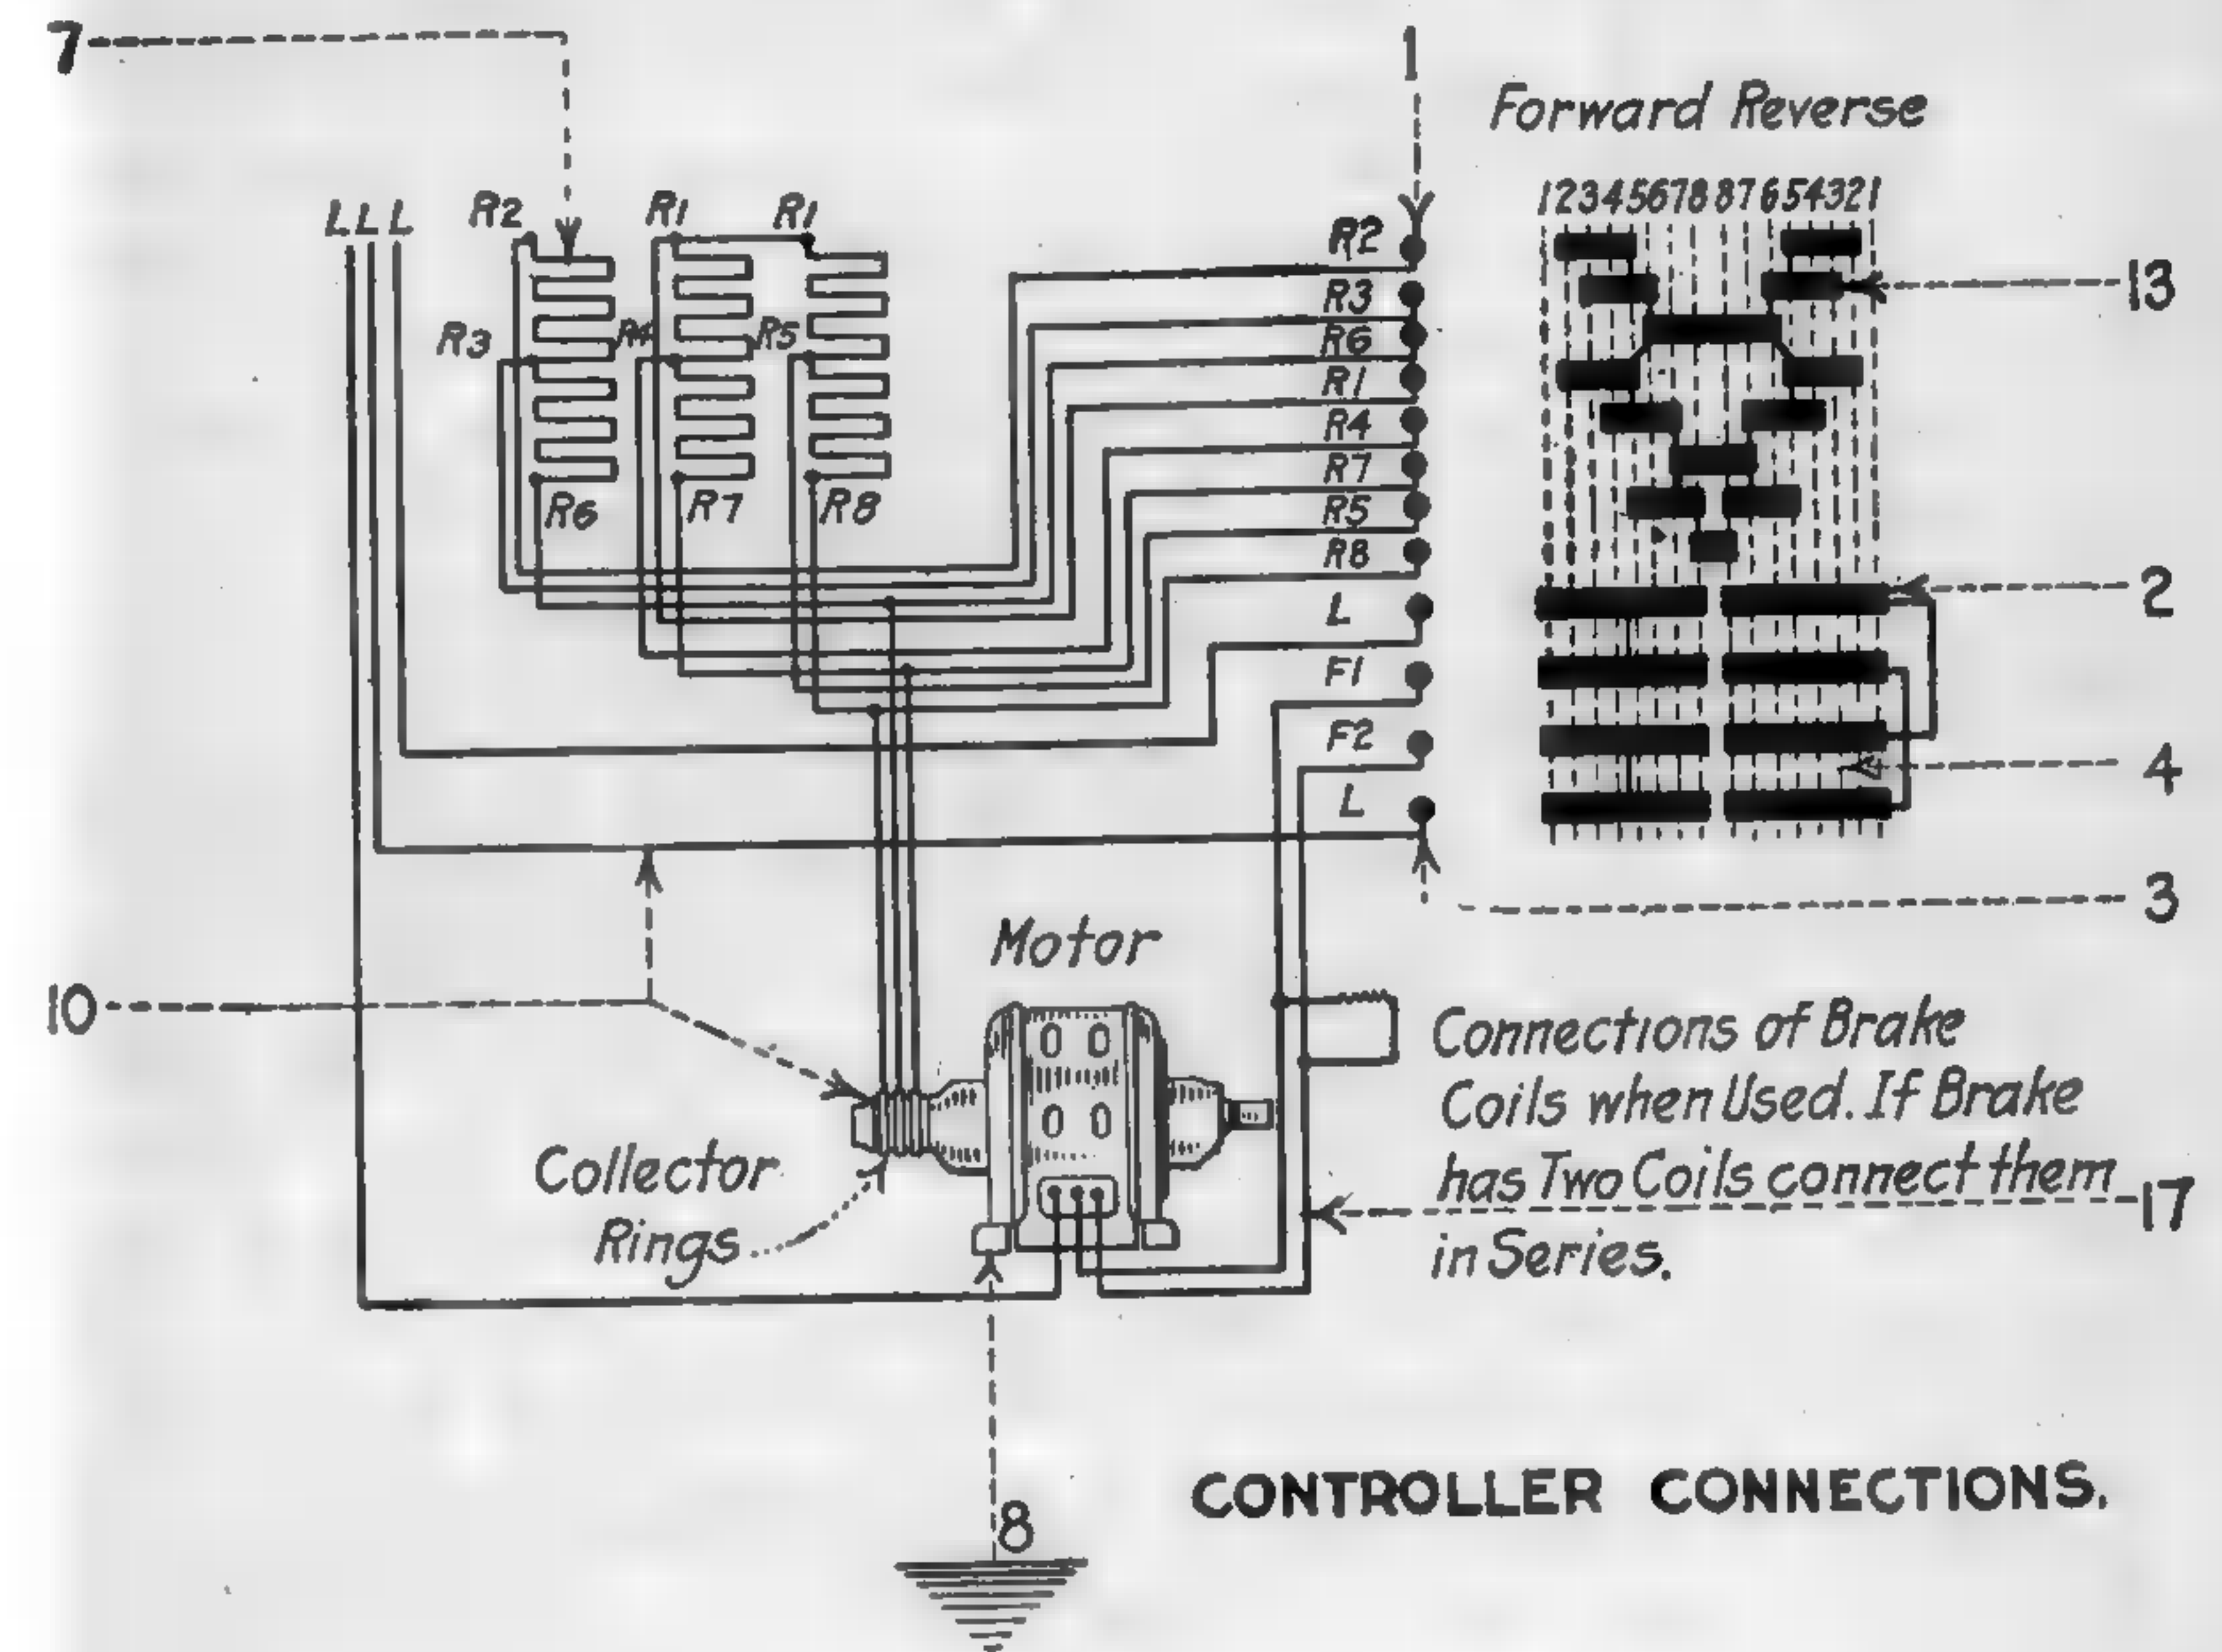 7
1
Forward Reverse
1234567887654321
L L L
R2
R1
R1
R2
R3
R6
R1
R4
R7
R5
R8
L
F1
F2
L
R3
R4
R5
R6
R7
R8
13
2
4
3
10
Motor
Collector
Rings
Connections of Brake
Coils when Used. If Brake
has Two Coils connect them
in Series.
17
8
CONTROLLER CONNECTIONS.